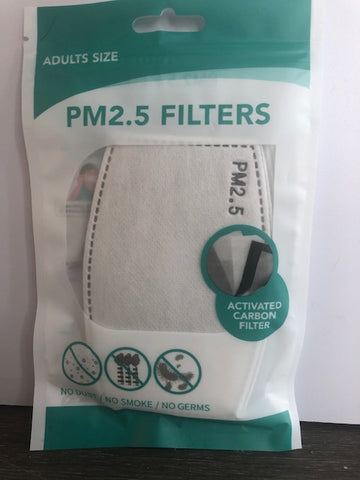 ADULTS SIZE
PM2.5 FILTERS
PM2.5
ACTIVATED
CARBON
FILTER
NO DUST / NO SMOKE / NO GERMS